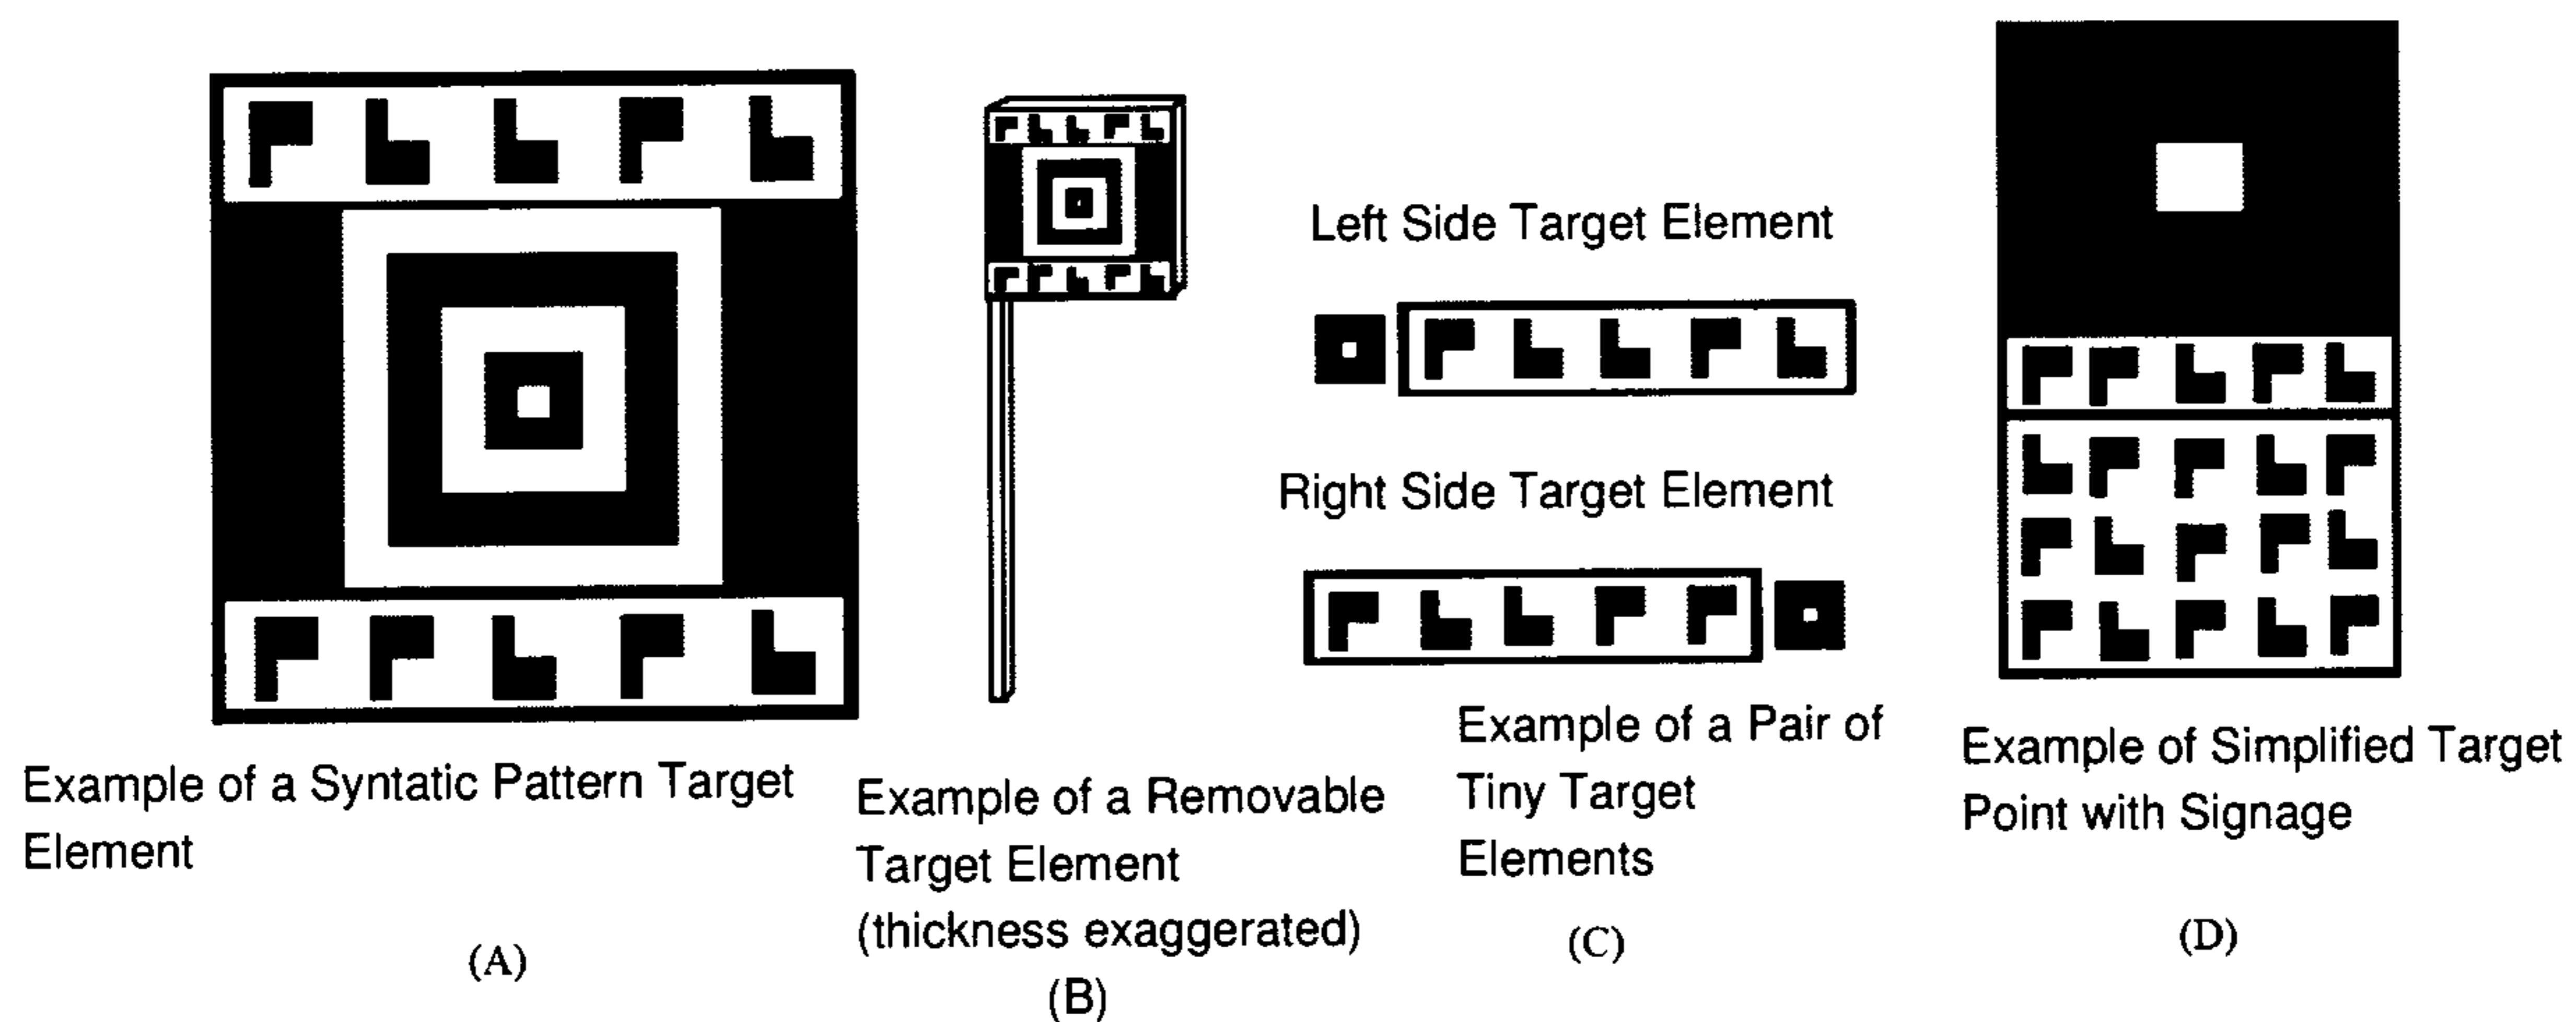 Example of a Syntatic Pattern Target
Element
(A)
Example of a Removable
Target Element
(thickness exaggerated)
(B)
Left Side Target Element
Right Side Target Element
Example of a Pair of
Tiny Target
Elements
(C)
Example of Simplified Target
Point with Signage
(D)